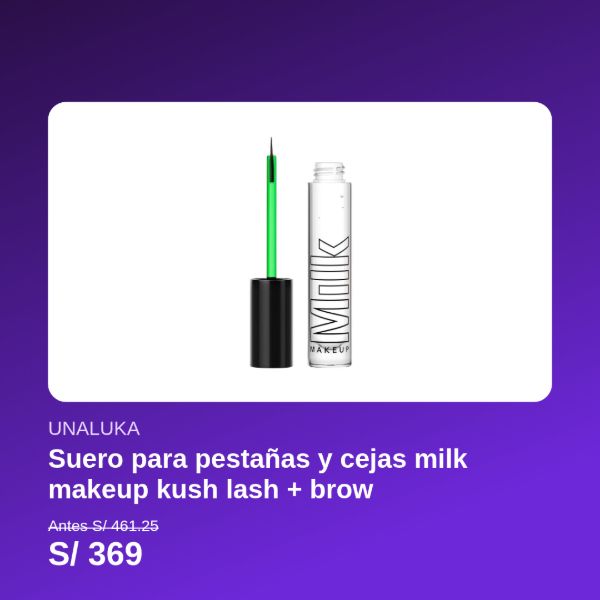 Milk
MAKEUP
UNALUKA
Suero para pestañas y cejas milk
makeup kush lash + brow
Antes S/ 461.25
S/ 369